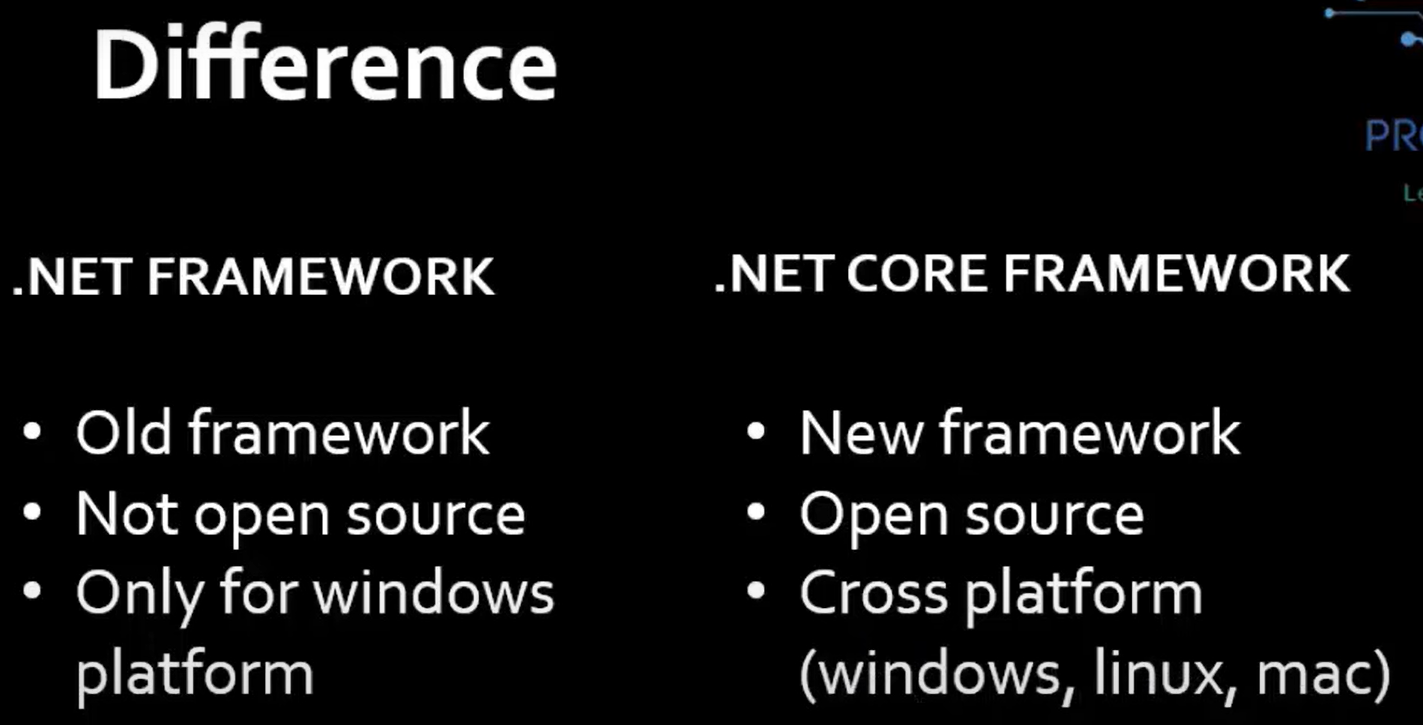 Difference
.NET FRAMEWORK
• Old framework
• Not open source
• Only for windows
platform
.NET CORE FRAMEWORK
• New framework
• Open source
• Cross platform
(windows, linux, mac)